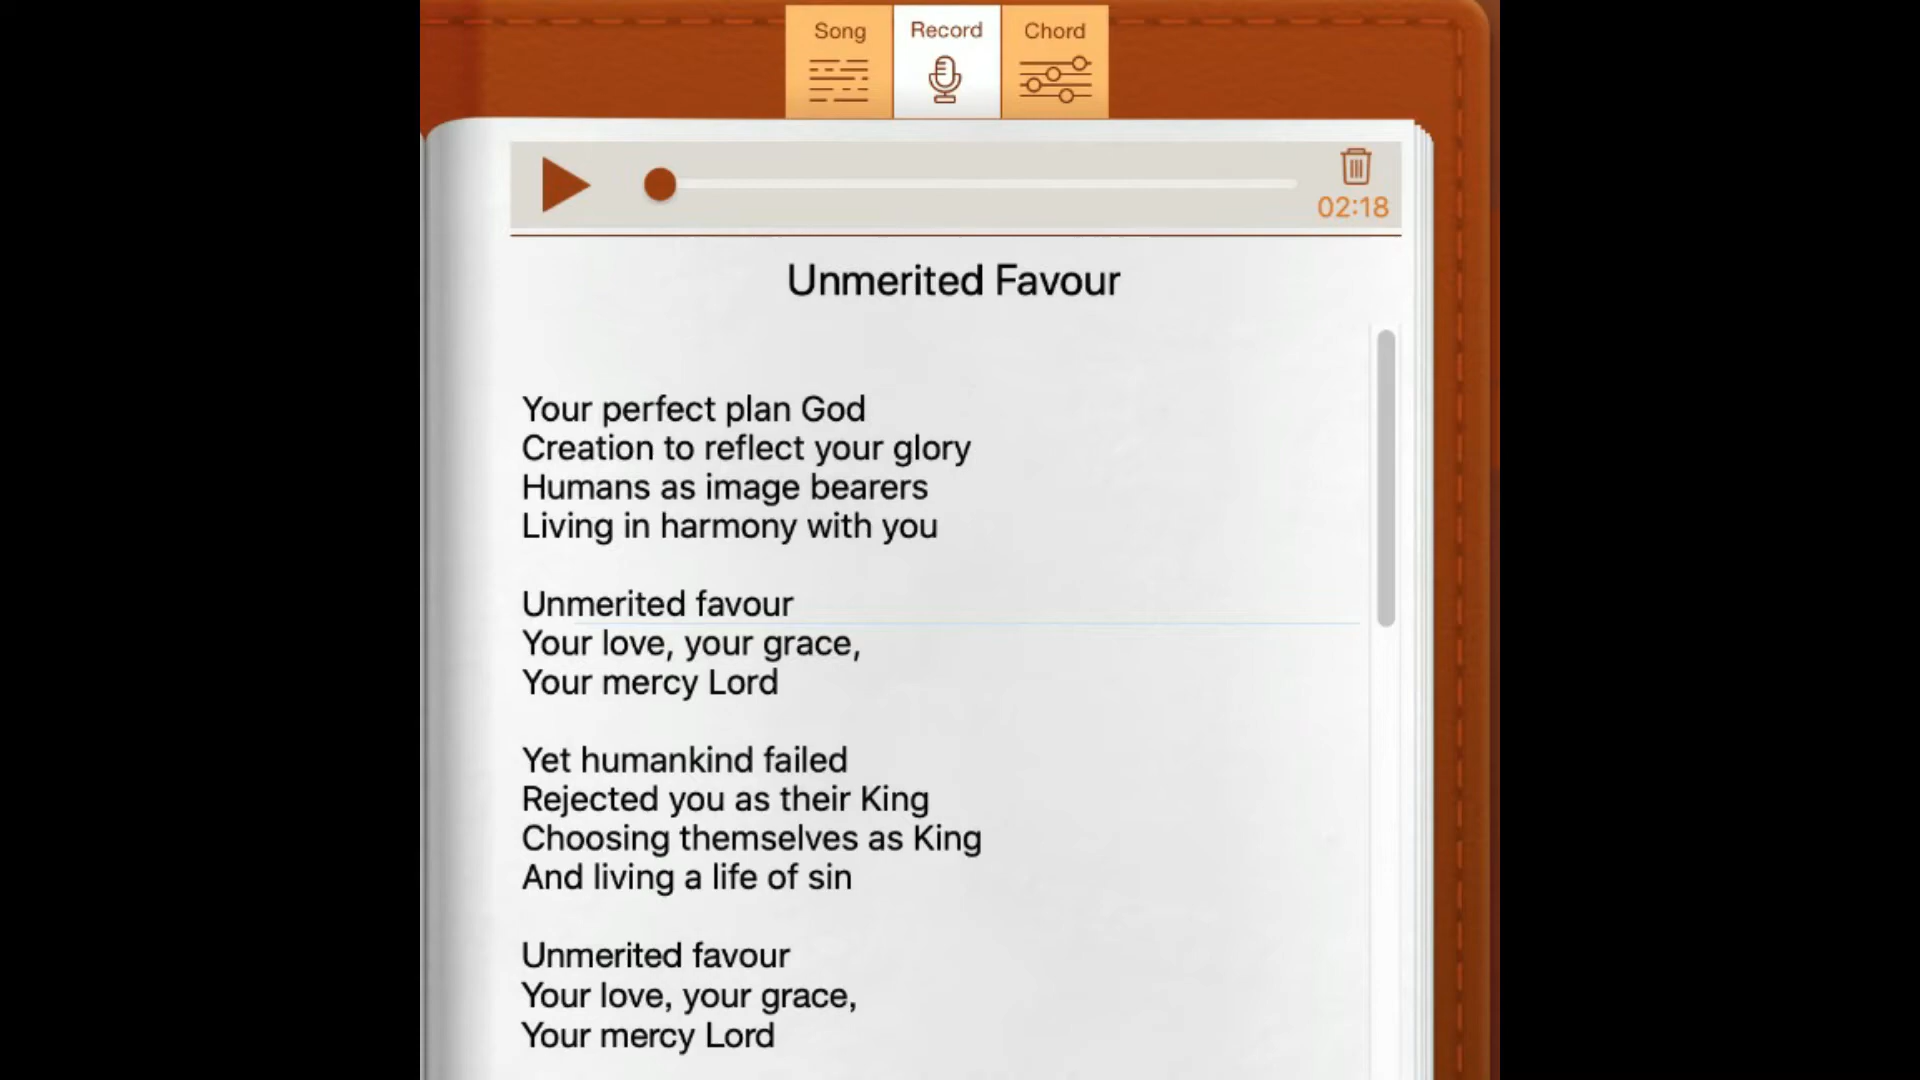 Song Record Chord
02:18
Unmerited Favour
Your perfect plan God
Creation to reflect your glory
Humans as image bearers
Living in harmony with you
Unmerited favour
Your love, your grace,
Your mercy Lord
Yet humankind failed
Rejected you as their King
Choosing themselves as King
And living a life of sin
Unmerited favour
Your love, your grace,
Your mercy Lord